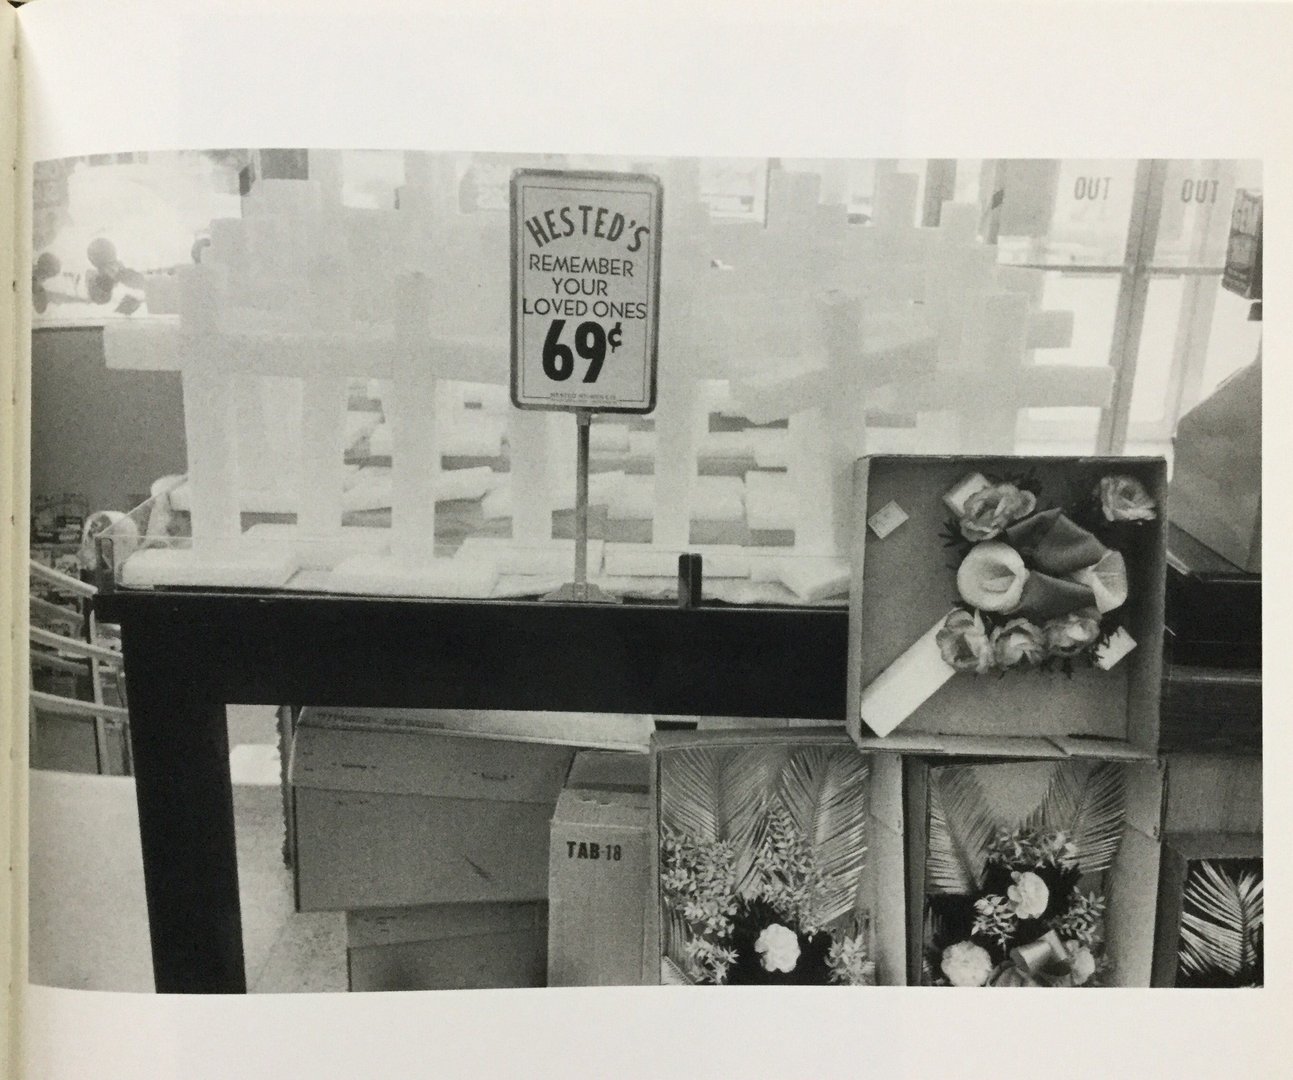 HESTED'S
REMEMBER
YOUR
LOVED ONES
69¢
OUT
OUT
TAB 18